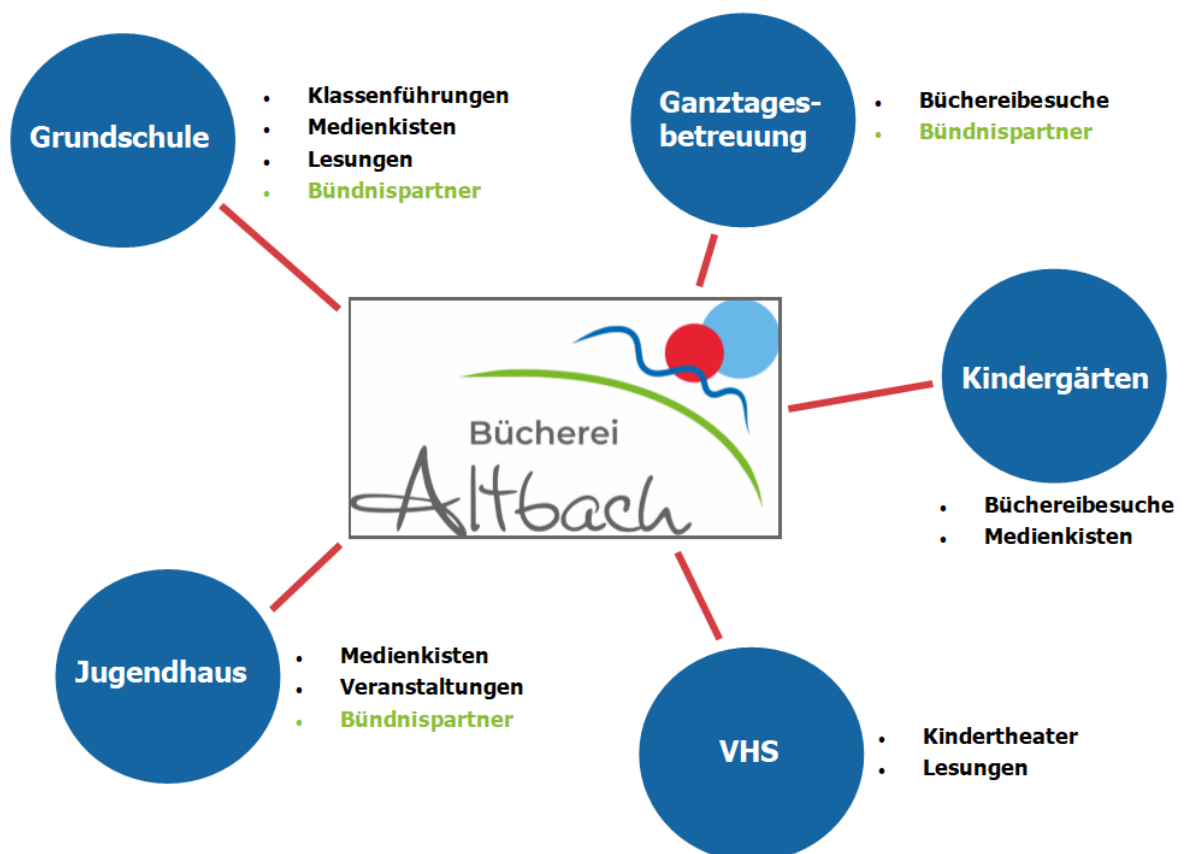 Grundschule
• Klassenführungen
• Medienkisten
• Lesungen
• Bündnispartner
Ganztages-
betreuung
• Büchereibesuche
• Bündnispartner
Bücherei
Altbach
Kindergärten
• Büchereibesuche
• Medienkisten
Jugendhaus
• Medienkisten
• Veranstaltungen
• Bündnispartner
VHS
• Kindertheater
• Lesungen